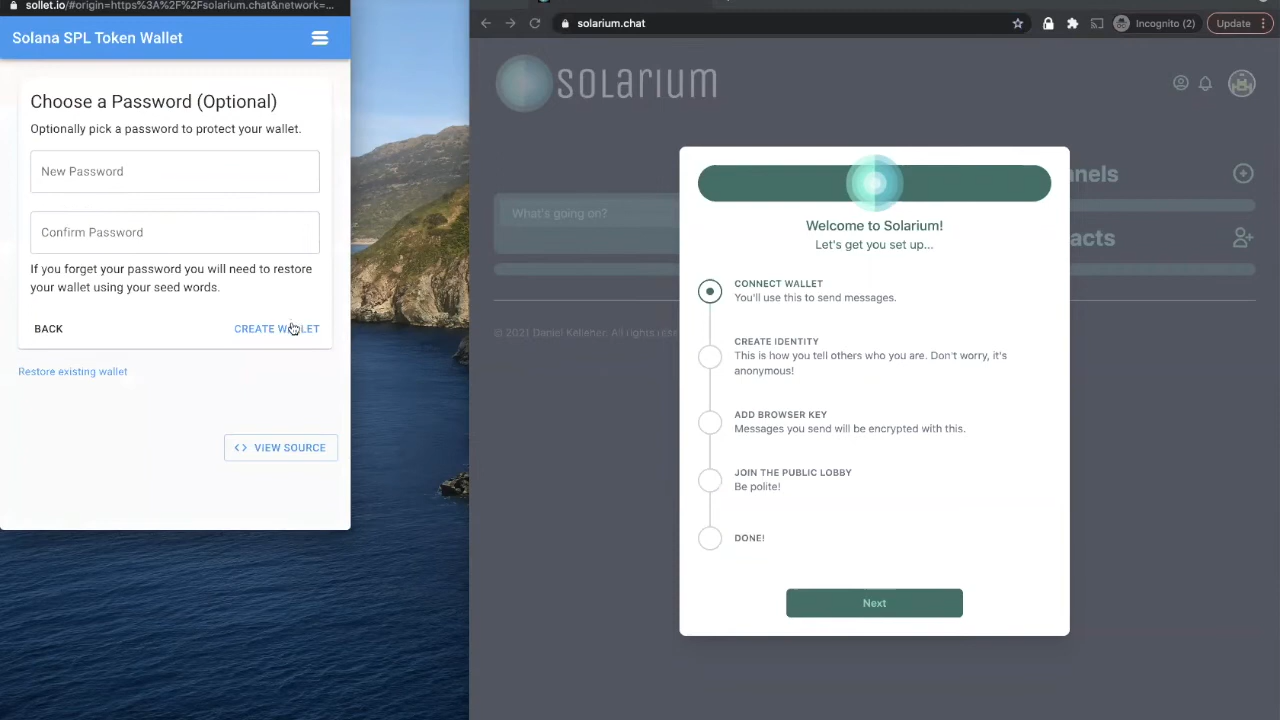 sollet.io/#origin=https%3A%2F%2Fsolarium.chat&network=...
Solana SPL Token Wallet
Choose a Password (Optional)
Optionally pick a password to protect your wallet.
New Password
Confirm Password
If you forget your password you will need to restore
your wallet using your seed words.
BACK
CREATE WALLET
Restore existing wallet
<> VIEW SOURCE
solarium.chat
Incognito (2)
Update
solarium
What's going on?
nnels
acts
© 2021 Daniel Kelleher. All rights rese
Welcome to Solarium!
Let's get you set up...
CONNECT WALLET
You'll use this to send messages.
CREATE IDENTITY
This is how you tell others who you are. Don't worry, it's
anonymous!
ADD BROWSER KEY
Messages you send will be encrypted with this.
JOIN THE PUBLIC LOBBY
Be polite!
DONE!
Next